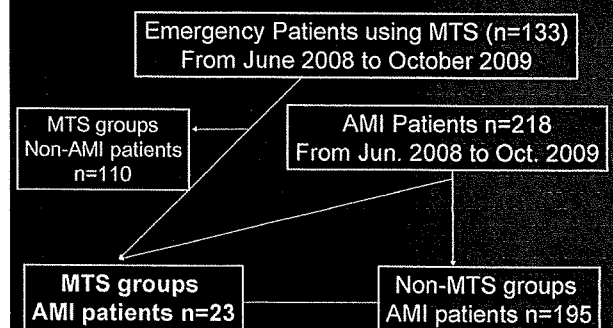 Emergency Patients using MTS (n=133)
From June 2008 to October 2009
MTS groups
Non-AMI patients
n=110
AMI Patients n=218
From Jun. 2008 to Oct. 2009
MTS groups
AMI patients n=23
Non-MTS groups
AMI patients n=195